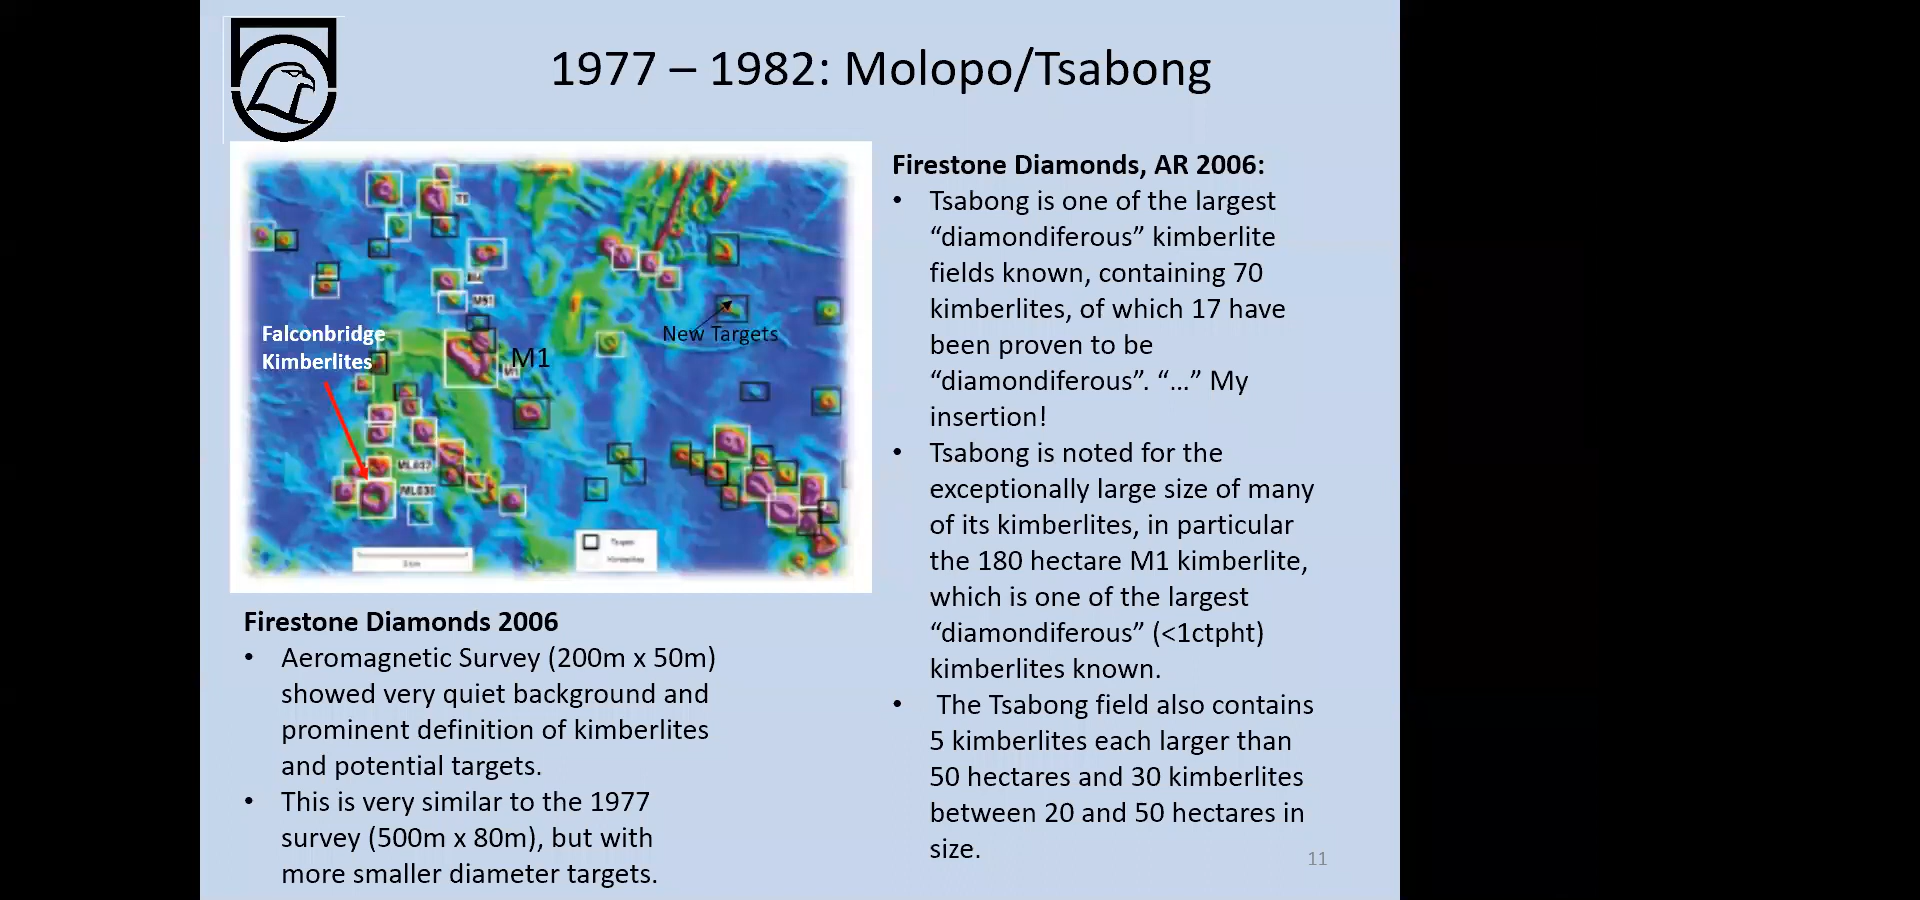 1977 – 1982: Molopo/Tsabong
Falconbridge
Kimberlites
M1
New Targets
ML037
Firestone Diamonds 2006
• Aeromagnetic Survey (200m x 50m)
showed very quiet background and
prominent definition of kimberlites
and potential targets.
• This is very similar to the 1977
survey (500m x 80m), but with
more smaller diameter targets.
Firestone Diamonds, AR 2006:
• Tsabong is one of the largest
“diamondiferous” kimberlite
fields known, containing 70
kimberlites, of which 17 have
been proven to be
“diamondiferous”. “…” My
insertion!
• Tsabong is noted for the
exceptionally large size of many
of its kimberlites, in particular
the 180 hectare M1 kimberlite,
which is one of the largest
“diamondiferous” (<1ctpht)
kimberlites known.
• The Tsabong field also contains
5 kimberlites each larger than
50 hectares and 30 kimberlites
between 20 and 50 hectares in
size.
11